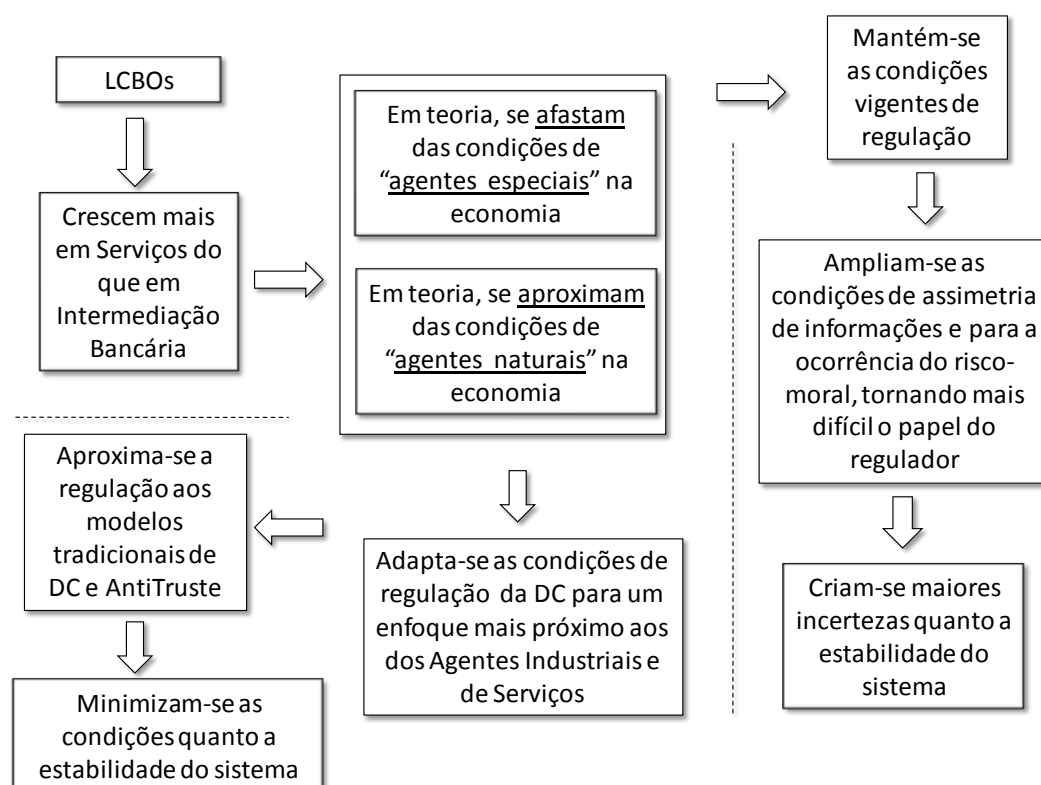 LCBOs
Crescem mais
em Serviços do
que em
Intermediação
Bancária
Em teoria, se afastam
das condições de
“agentes especiais” na
economia
Em teoria, se aproximam
das condições de
“agentes naturais” na
economia
Mantém-se
as condições
vigentes de
regulação
Ampliam-se as
condições de assimetria
de informações e para a
ocorrência do risco-
moral, tornando mais
difícil o papel do
regulador
Criam-se maiores
incertezas quanto a
estabilidade do
sistema
Adapta-se as condições de
regulação da DC para um
enfoque mais próximo aos
dos Agentes Industriais e
de Serviços
Aproxima-se a
regulação aos
modelos
tradicionais de
DC e AntiTruste
Minimizam-se as
condições quanto a
estabilidade do sistema